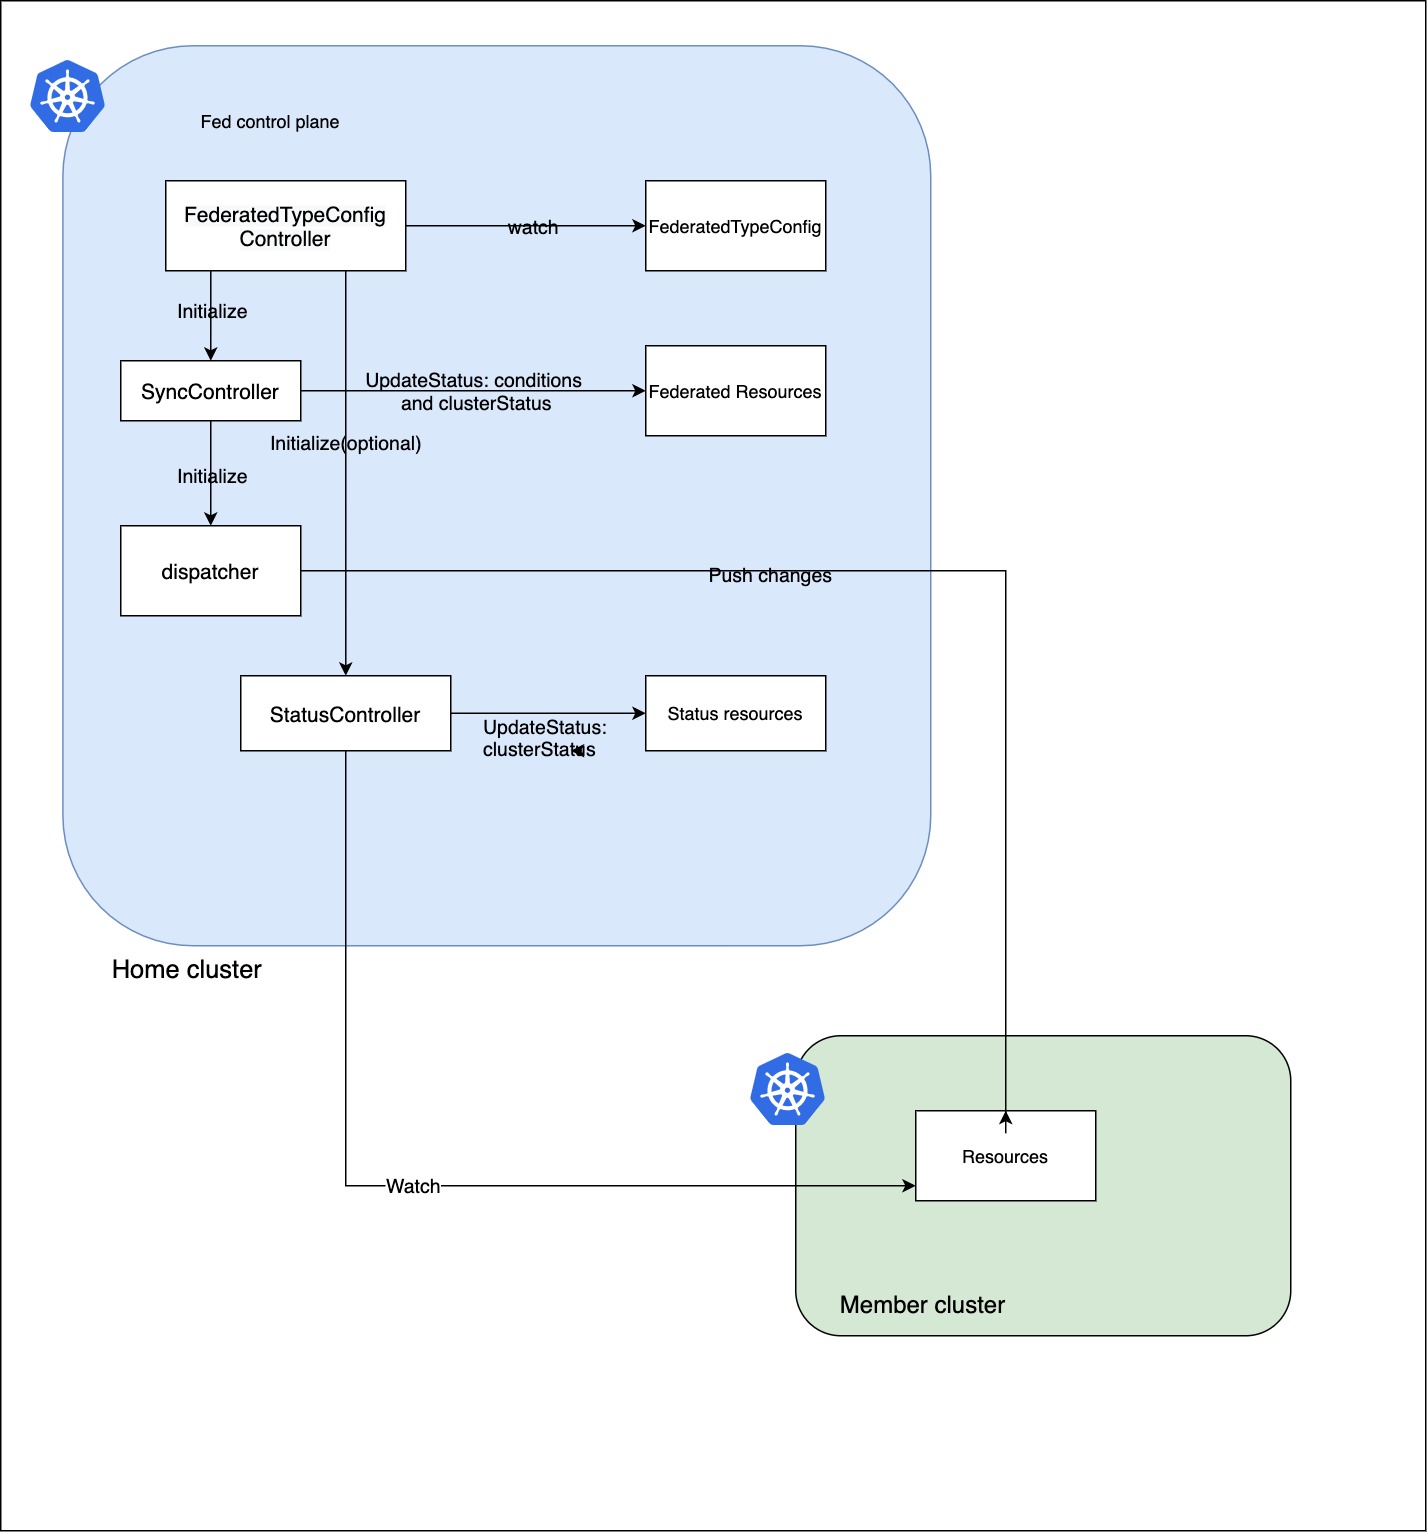 Fed control plane
FederatedTypeConfig
Controller
watch
FederatedTypeConfig
Initialize
SyncController
UpdateStatus: conditions
and clusterStatus
Federated Resources
Initialize(optional)
Initialize
dispatcher
Push changes
StatusController
UpdateStatus:
clusterStatus
Status resources
Home cluster
Resources
Watch
Member cluster